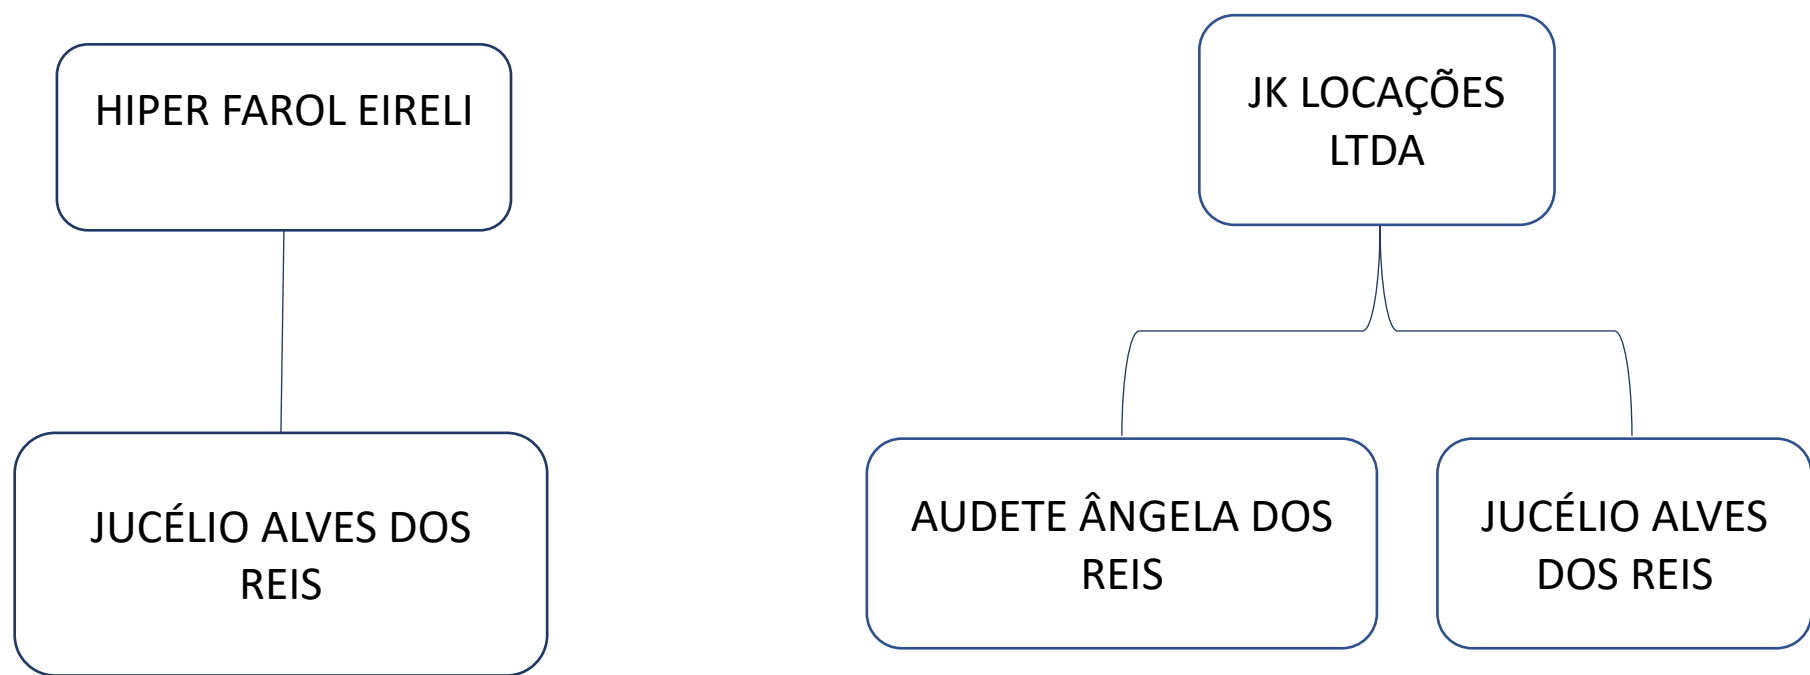 HIPER FAROL EIRELI
JK LOCAÇÕES
LTDA
JUCÉLIO ALVES DOS
REIS
AUDETE ÂNGELA DOS
REIS
JUCÉLIO ALVES
DOS REIS